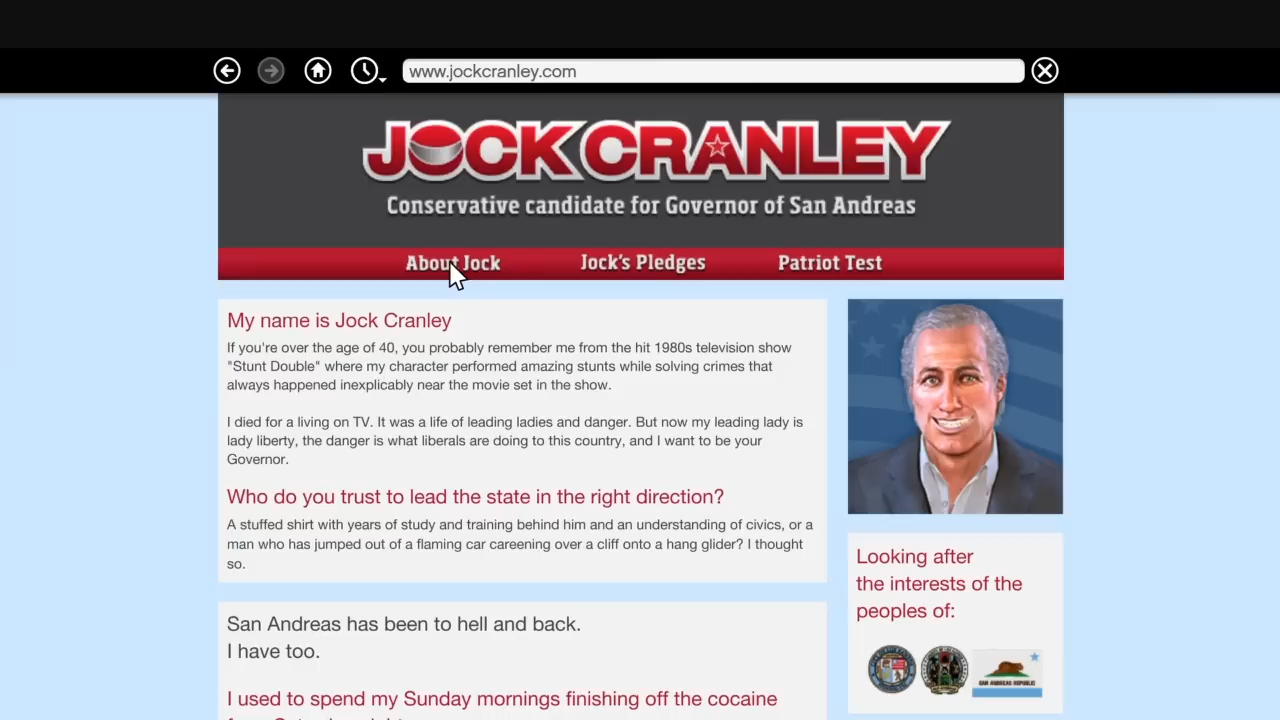 www.jockcranley.com
JOCK CRANLEY
Conservative candidate for Governor of San Andreas
About Jock
Jock's Pledges
Patriot Test
My name is Jock Cranley
If you're over the age of 40, you probably remember me from the hit 1980s television show
"Stunt Double" where my character performed amazing stunts while solving crimes that
always happened inexplicably near the movie set in the show.
I died for a living on TV. It was a life of leading ladies and danger. But now my leading lady is
lady liberty, the danger is what liberals are doing to this country, and I want to be your
Governor.
Who do you trust to lead the state in the right direction?
A stuffed shirt with years of study and training behind him and an understanding of civics, or a
man who has jumped out of a flaming car careening over a cliff onto a hang glider? I thought
so.
San Andreas has been to hell and back.
I have too.
I used to spend my Sunday mornings finishing off the cocaine
Looking after
the interests of the
peoples of:
SAN ANDREAS REPUBLIC